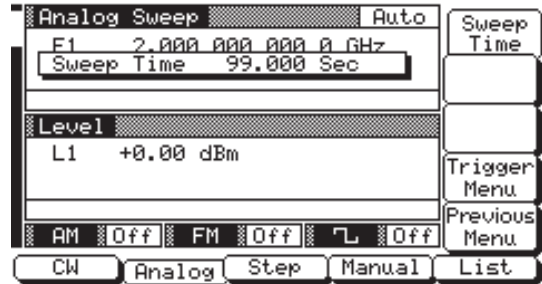 Analog Sweep Auto
F1 2.000 000 000 0 GHz
Sweep Time 99.000 Sec
Level
L1 +0.00 dBm
AM Off FM Off Off
Sweep
Time
Trigger
Menu
Previous
Menu
CW Analog Step Manual List